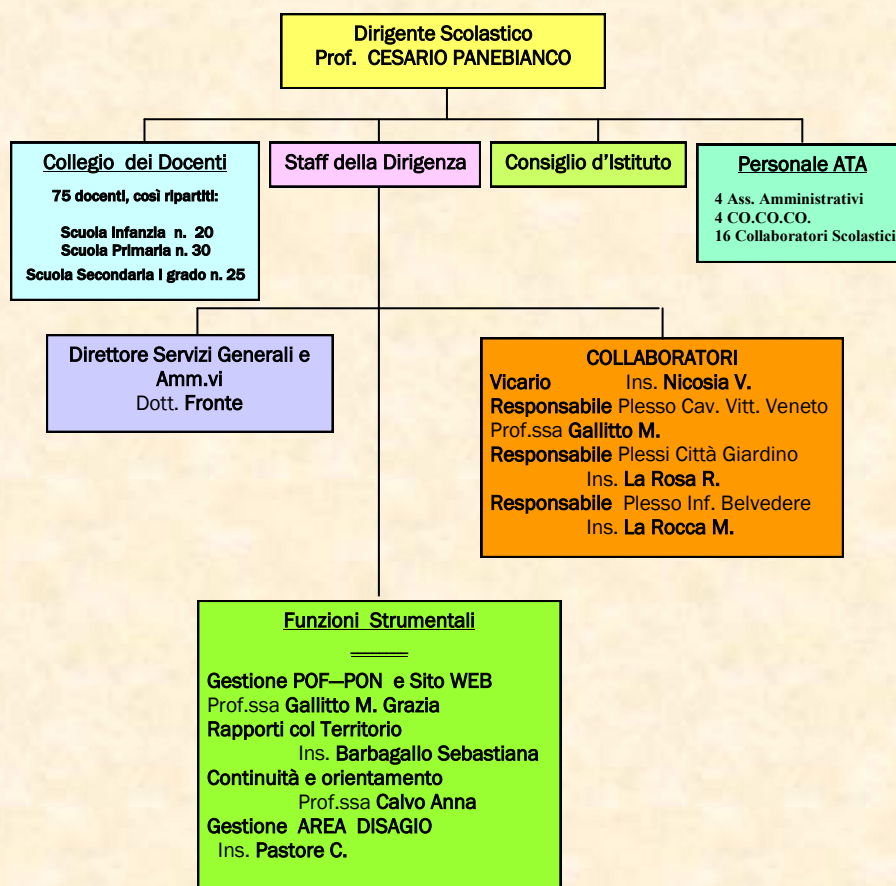 Dirigente Scolastico
Prof. CESARIO PANEBIANCO
Collegio dei Docenti
75 docenti, così ripartiti:
Scuola Infanzia n. 20
Scuola Primaria n. 30
Scuola Secondaria I grado n. 25
Staff della Dirigenza
Consiglio d'Istituto
Personale ATA
4 Ass. Amministrativi
4 CO.CO.CO.
16 Collaboratori Scolastici
Direttore Servizi Generali e
Amm.vi
Dott. Fronte
COLLABORATORI
Vicario Ins. Nicosia V.
Responsabile Plesso Cav. Vitt. Veneto
Prof.ssa Gallitto M.
Responsabile Plessi Città Giardino
Ins. La Rosa R.
Responsabile Plesso Inf. Belvedere
Ins. La Rocca M.
Funzioni Strumentali
Gestione POF—PON e Sito WEB
Prof.ssa Gallitto M. Grazia
Rapporti col Territorio
Ins. Barbagallo Sebastiana
Continuità e orientamento
Prof.ssa Calvo Anna
Gestione AREA DISAGIO
Ins. Pastore C.